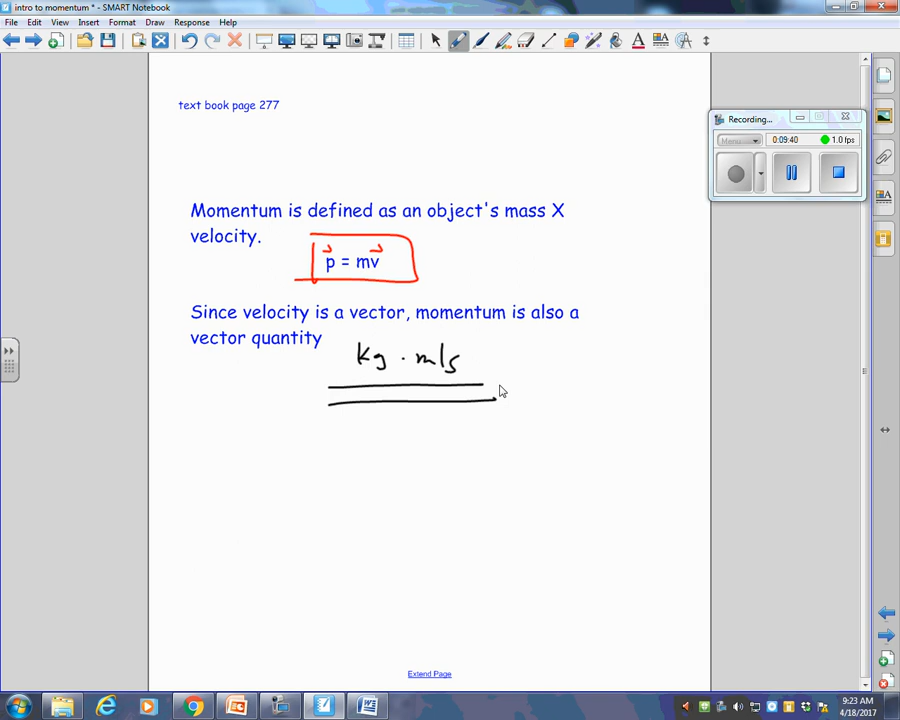 intro to momentum * - SMART Notebook
File Edit View Insert Format Draw Response Help
text book page 277
Recording...
Menu
0:09:40
1.0 fps
Momentum is defined as an object's mass X
velocity.
p = mv
Since velocity is a vector, momentum is also a
vector quantity
kg · m/s
Extend Page
9:23 AM
4/18/2017